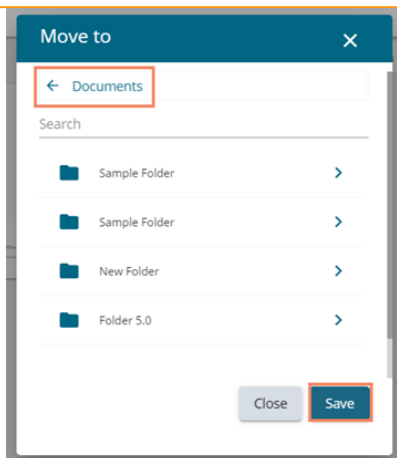 Move to
Documents
Search
Sample Folder
Sample Folder
New Folder
Folder 5.0
Close Save